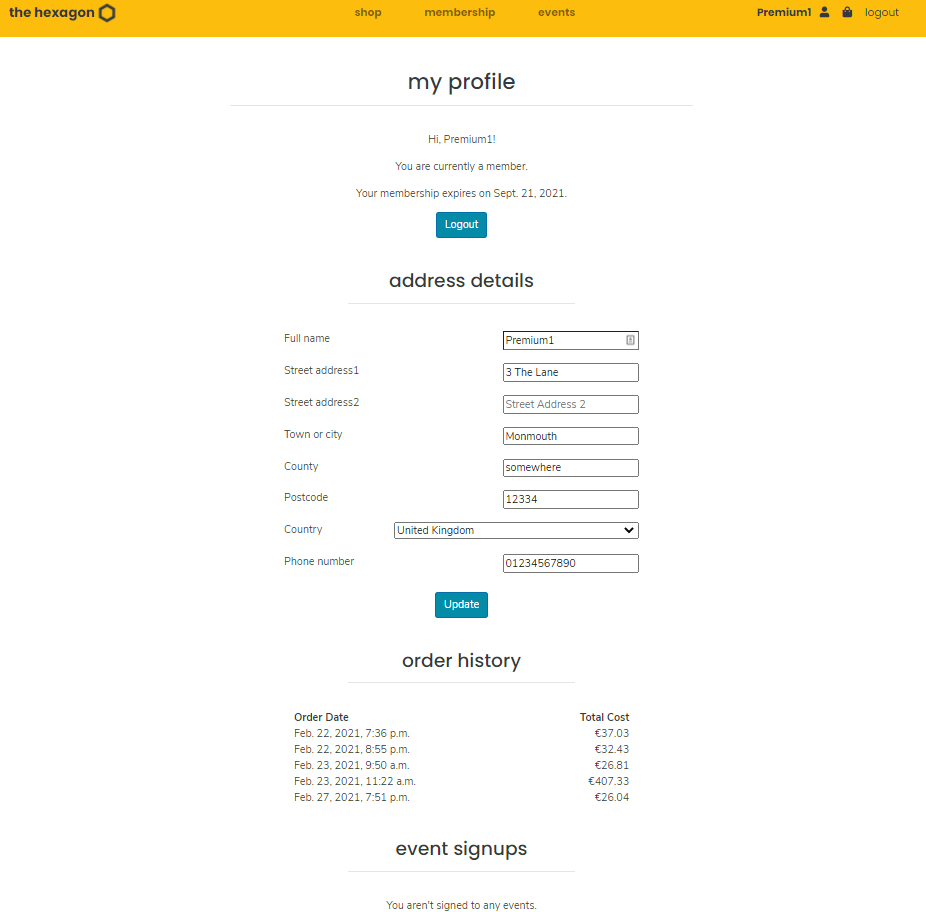 the hexagon shop membership events Premium1 logout
my profile
Hi, Premium1!
You are currently a member.
Your membership expires on Sept. 21, 2021.
Logout
address details
Full name Premium1
Street address1 3 The Lane
Street address2 Street Address 2
Town or city Monmouth
County somewhere
Postcode 12334
Country United Kingdom
Phone number 01234567890
Update
order history
Order Date Total Cost
Feb. 22, 2021, 7:36 p.m. €37.03
Feb. 22, 2021, 8:55 p.m. €32.43
Feb. 23, 2021, 9:50 a.m. €26.81
Feb. 23, 2021, 11:22 a.m. €407.33
Feb. 27, 2021, 7:51 p.m. €26.04
event signups
You aren't signed to any events.